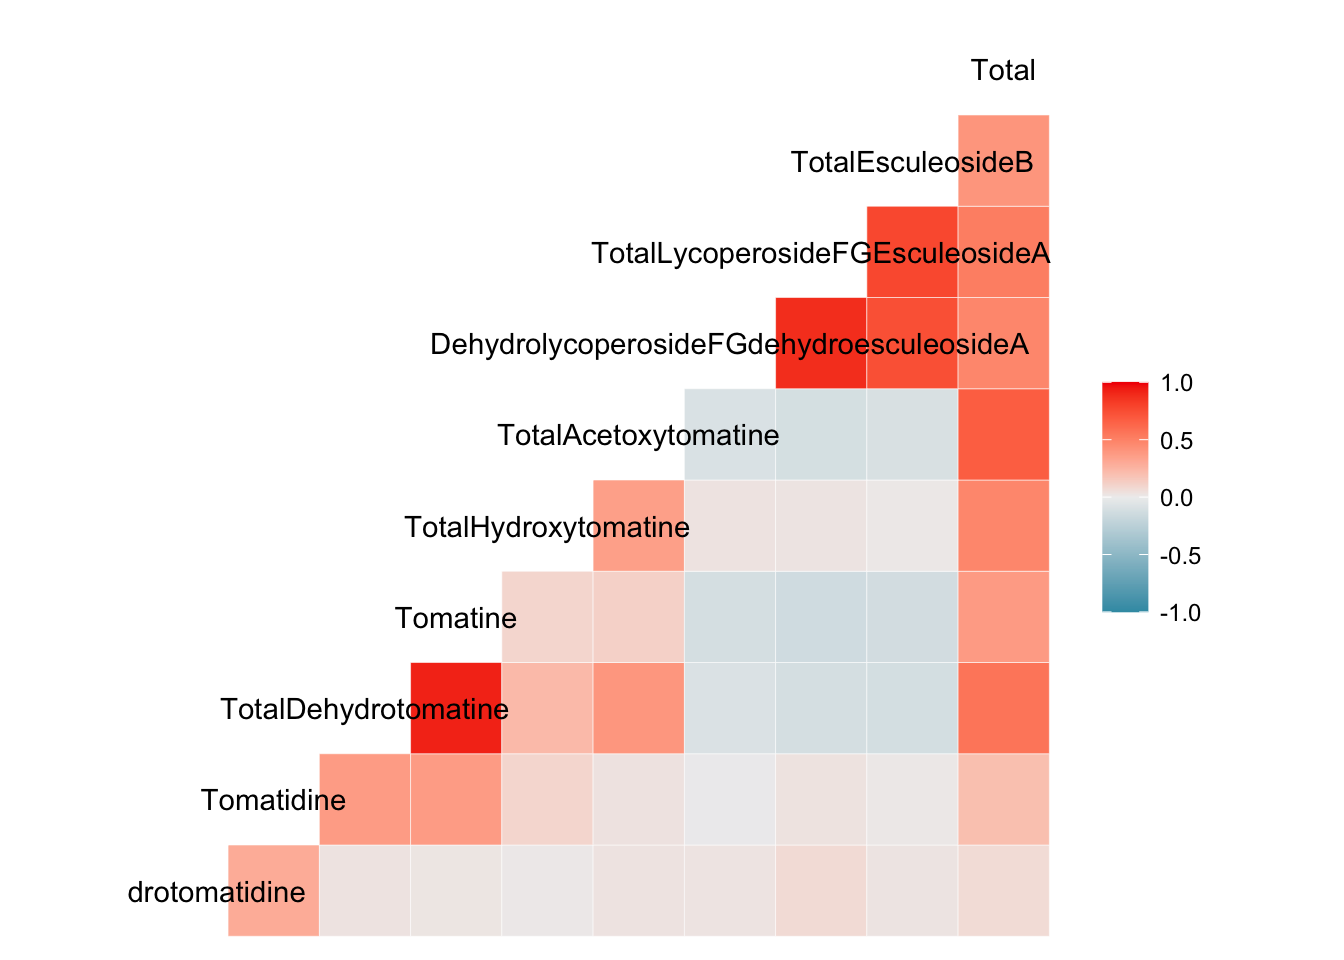 Total
TotalEsculeosideB
TotalLycoperosideFGEsculeosideA
DehydrolycoperosideFGdehydroesculeosideA
TotalAcetoxytomatine
TotalHydroxytomatine
Tomatine
TotalDehydrotomatine
Tomatidine
drotomatidine
1.0
0.5
0.0
-0.5
-1.0